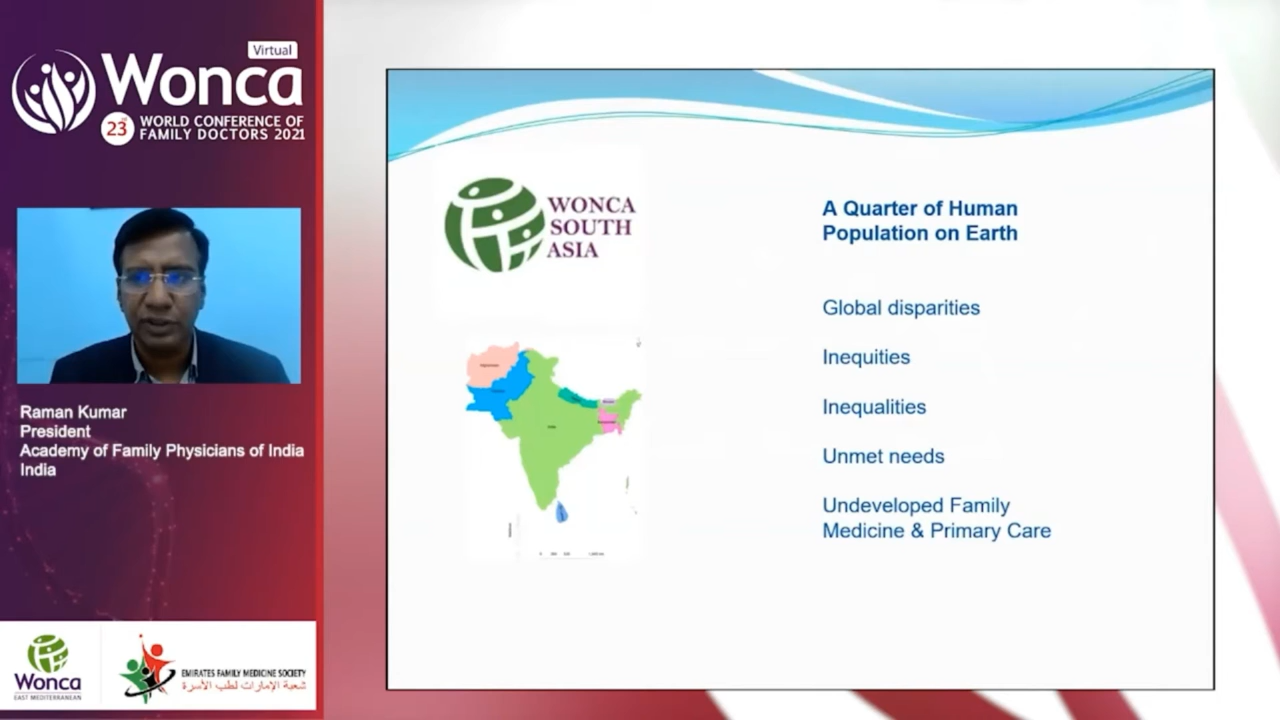 Virtual
Wonca
23
WORLD CONFERENCE OF
FAMILY DOCTORS 2021
Raman Kumar
President
Academy of Family Physicians of India
India
Wonca
EAST MEDITERRANEAN
EMIRATES FAMILY MEDICINE SOCIETY
شعبة الإمارات لطب الأسرة
WONCA
SOUTH
ASIA
A Quarter of Human
Population on Earth
Global disparities
Inequities
Inequalities
Unmet needs
Undeveloped Family
Medicine & Primary Care